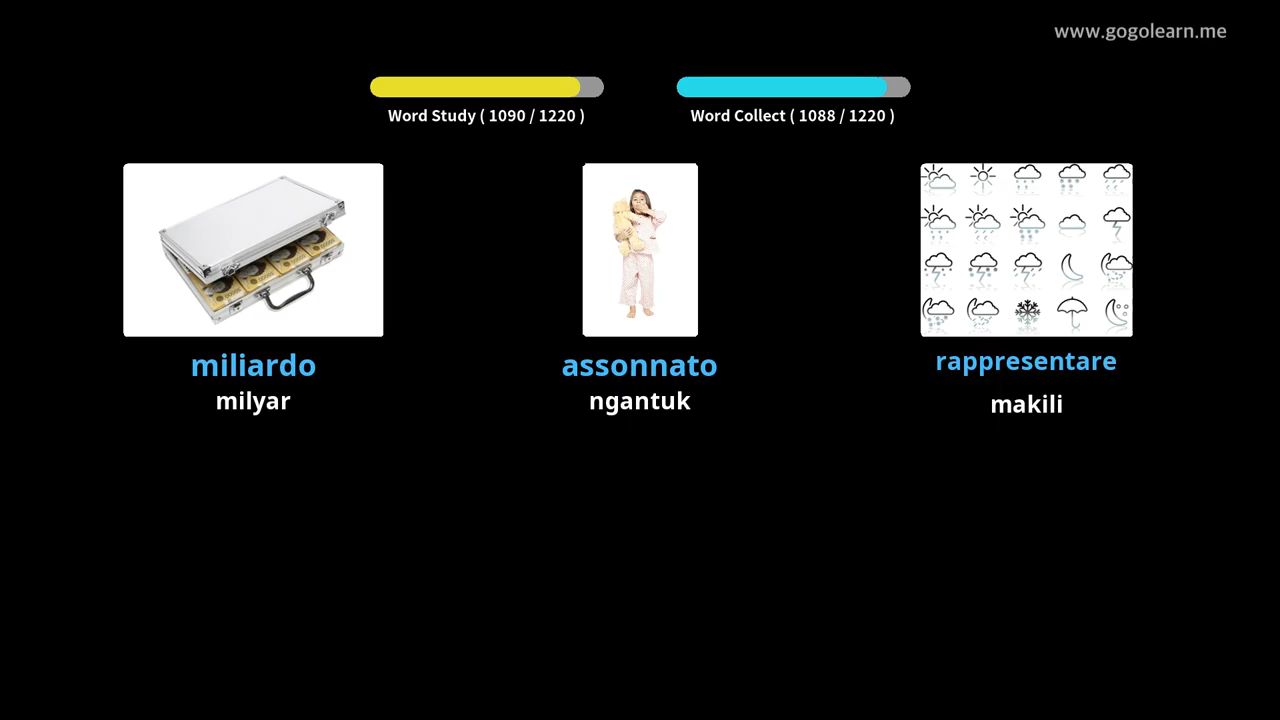 www.gogolearn.me
Word Study ( 1090 / 1220 )
Word Collect ( 1088 / 1220 )
miliardo
assonnato
rappresentare
milyar
ngantuk
makili